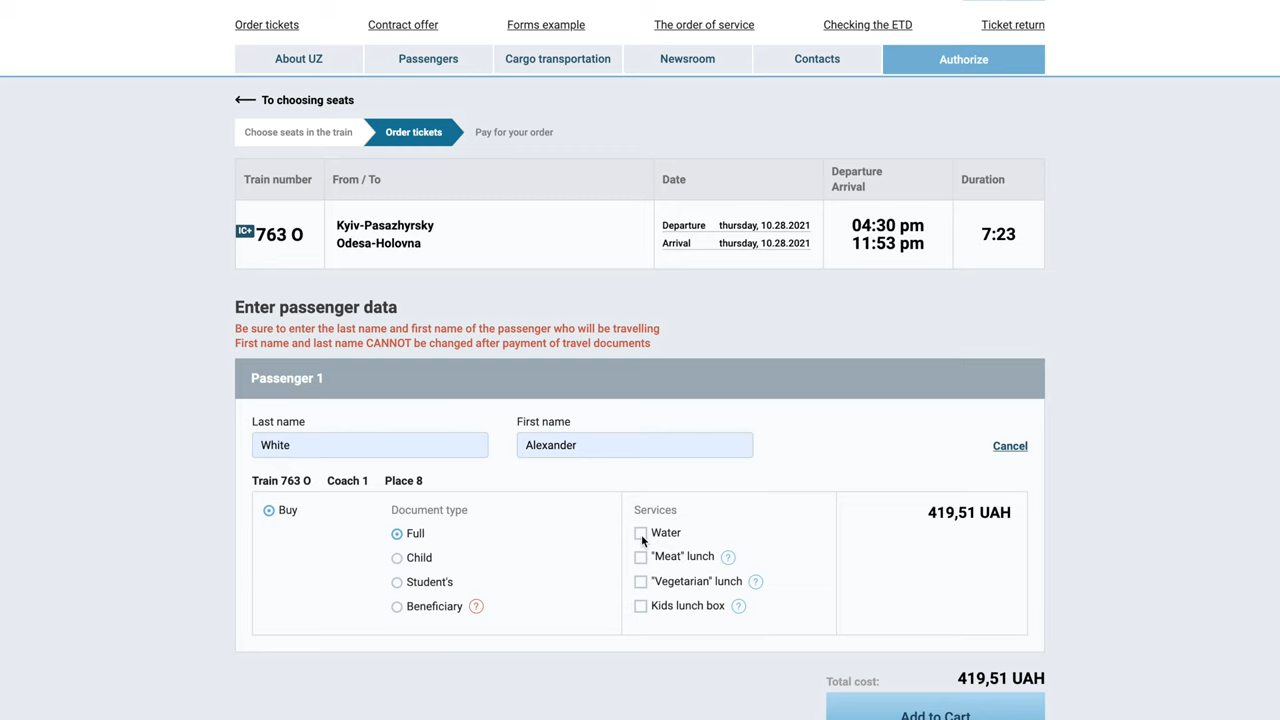 Order tickets Contract offer Forms example The order of service Checking the ETD Ticket return
About UZ Passengers Cargo transportation Newsroom Contacts Authorize
To choosing seats
Choose seats in the train Order tickets Pay for your order
Train number From / To Date Departure Arrival Duration
IC+ 763 O Kyiv-Pasazhyrsky Departure thursday, 10.28.2021 04:30 pm 7:23
Odesa-Holovna Arrival thursday, 10.28.2021 11:53 pm
Enter passenger data
Be sure to enter the last name and first name of the passenger who will be travelling
First name and last name CANNOT be changed after payment of travel documents
Passenger 1
Last name First name
White Alexander Cancel
Train 763 O Coach 1 Place 8
Buy Document type Services 419,51 UAH
Full Water
Child "Meat" lunch ?
Student's "Vegetarian" lunch ?
Beneficiary ? Kids lunch box ?
Total cost: 419,51 UAH
Add to Cart